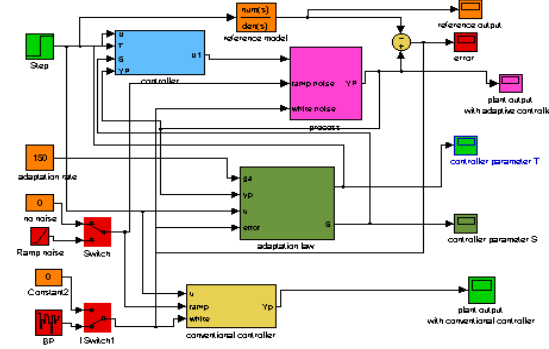 num(s)
den(s)
reference model
reference output
Step
u
T
S
YP
u1
controller
ramp noise
white noise
YP
process
error
plant output
with adaptive controlle
150
adaptation rate
ga
yp
u
error
S
adaptation law
controller parameter T
controller parameter S
0
no noise
Ramp noise
Switch
0
Constant2
BP
Switch1
u
ramp
white
Yp
conventional controller
plant output
with conventional controller